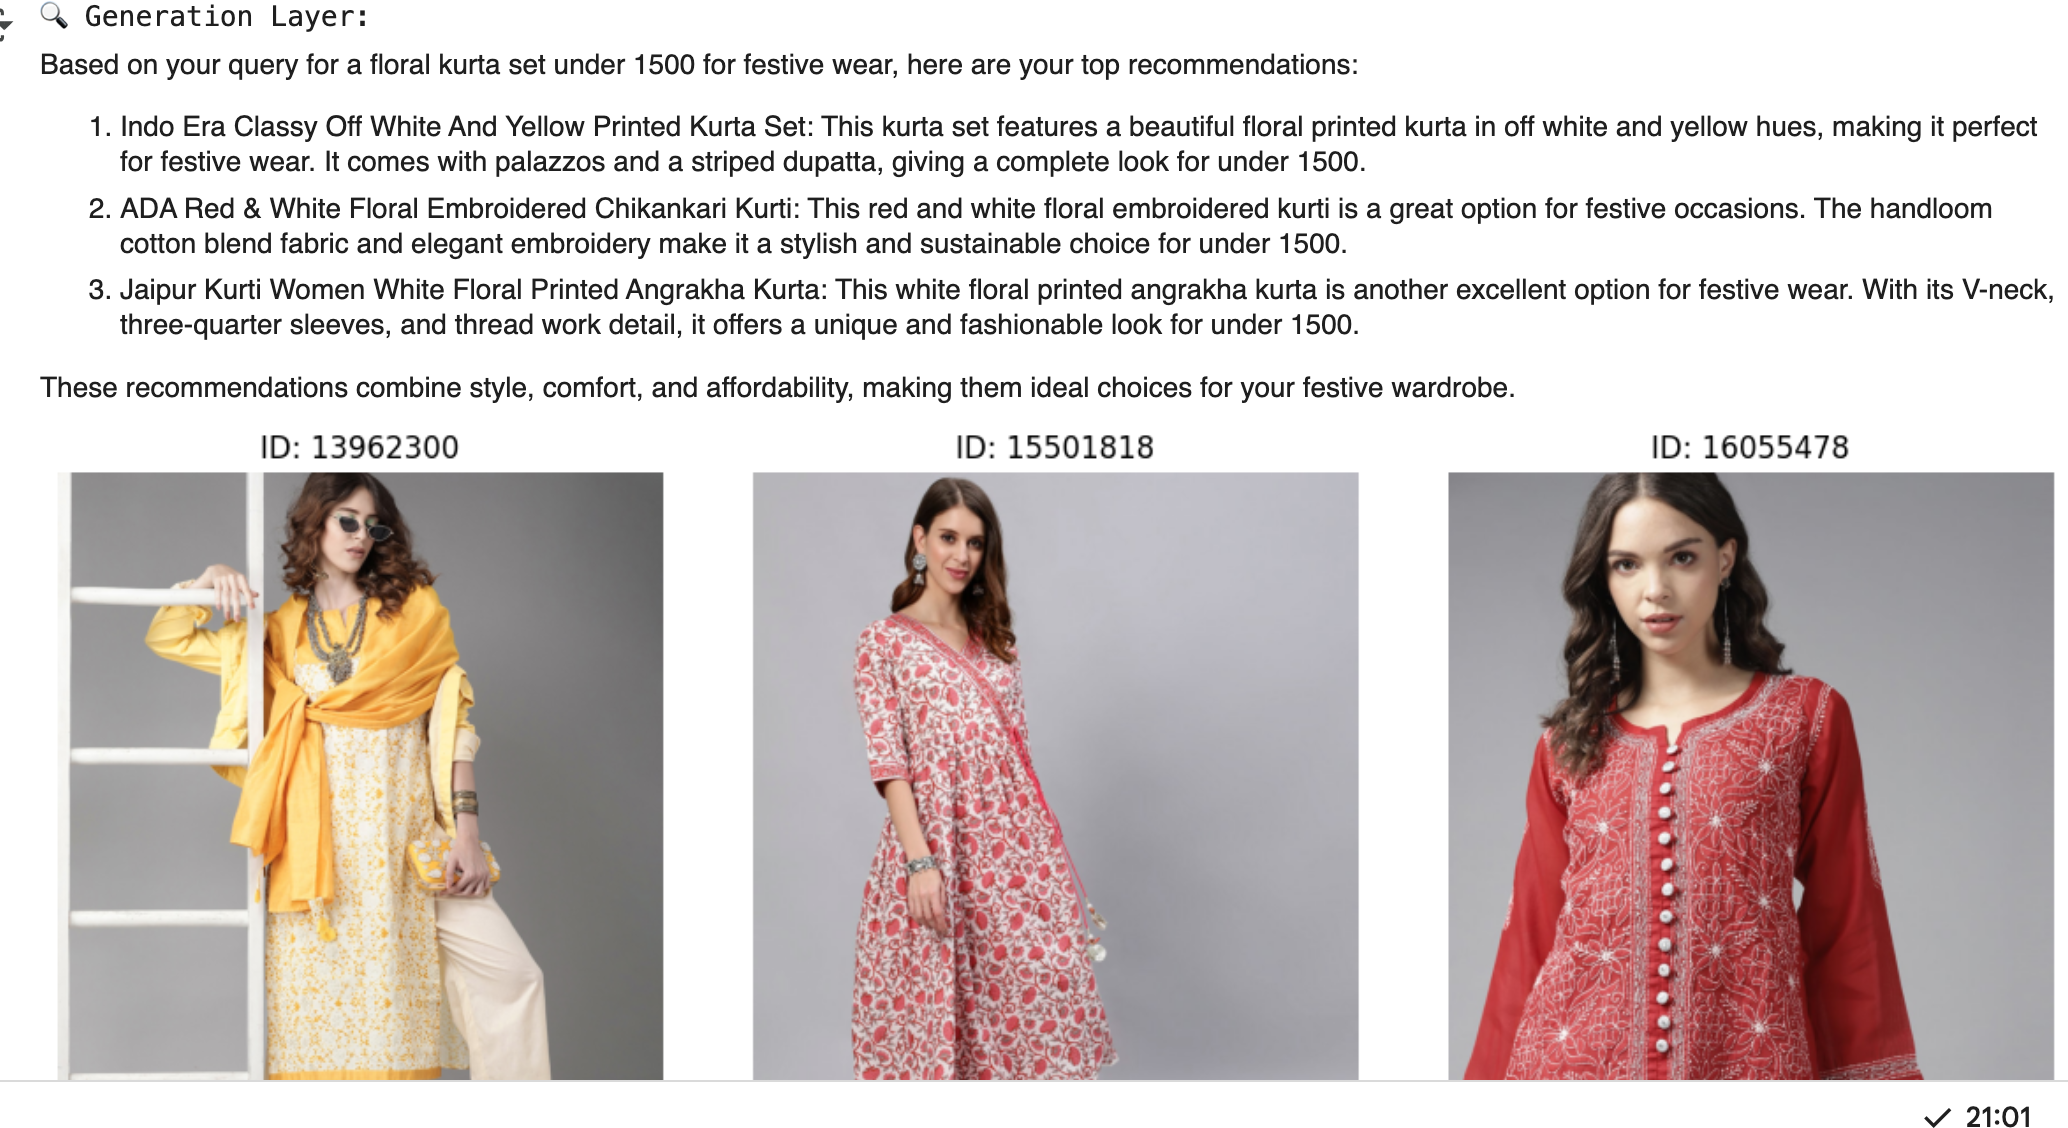 🔍 Generation Layer:
Based on your query for a floral kurta set under 1500 for festive wear, here are your top recommendations:
1. Indo Era Classy Off White And Yellow Printed Kurta Set: This kurta set features a beautiful floral printed kurta in off white and yellow hues, making it perfect
for festive wear. It comes with palazzos and a striped dupatta, giving a complete look for under 1500.
2. ADA Red & White Floral Embroidered Chikankari Kurti: This red and white floral embroidered kurti is a great option for festive occasions. The handloom
cotton blend fabric and elegant embroidery make it a stylish and sustainable choice for under 1500.
3. Jaipur Kurti Women White Floral Printed Angrakha Kurta: This white floral printed angrakha kurta is another excellent option for festive wear. With its V-neck,
three-quarter sleeves, and thread work detail, it offers a unique and fashionable look for under 1500.
These recommendations combine style, comfort, and affordability, making them ideal choices for your festive wardrobe.
ID: 13962300
ID: 15501818
ID: 16055478
✓ 21:01